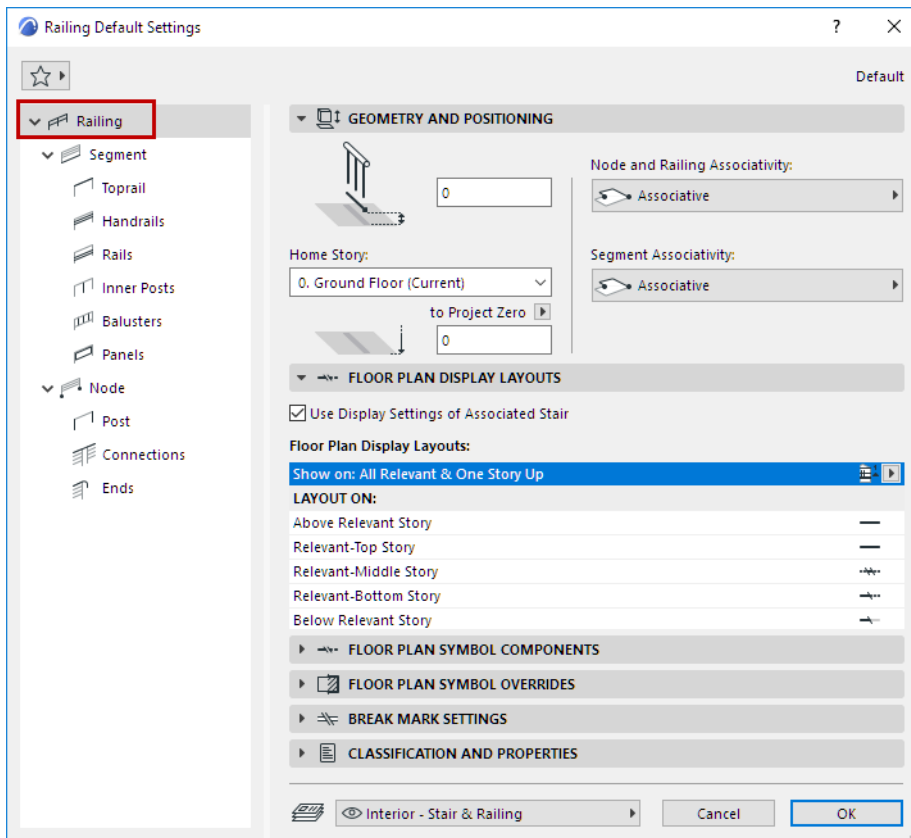 Railing Default Settings
?
Default
Railing
Segment
Toprail
Handrails
Rails
Inner Posts
Balusters
Panels
Node
Post
Connections
Ends
GEOMETRY AND POSITIONING
0
Home Story:
0. Ground Floor (Current)
to Project Zero
0
Node and Railing Associativity:
Associative
Segment Associativity:
Associative
FLOOR PLAN DISPLAY LAYOUTS
Use Display Settings of Associated Stair
Floor Plan Display Layouts:
Show on: All Relevant & One Story Up
LAYOUT ON:
Above Relevant Story
Relevant-Top Story
Relevant-Middle Story
Relevant-Bottom Story
Below Relevant Story
FLOOR PLAN SYMBOL COMPONENTS
FLOOR PLAN SYMBOL OVERRIDES
BREAK MARK SETTINGS
CLASSIFICATION AND PROPERTIES
Interior - Stair & Railing
Cancel
OK